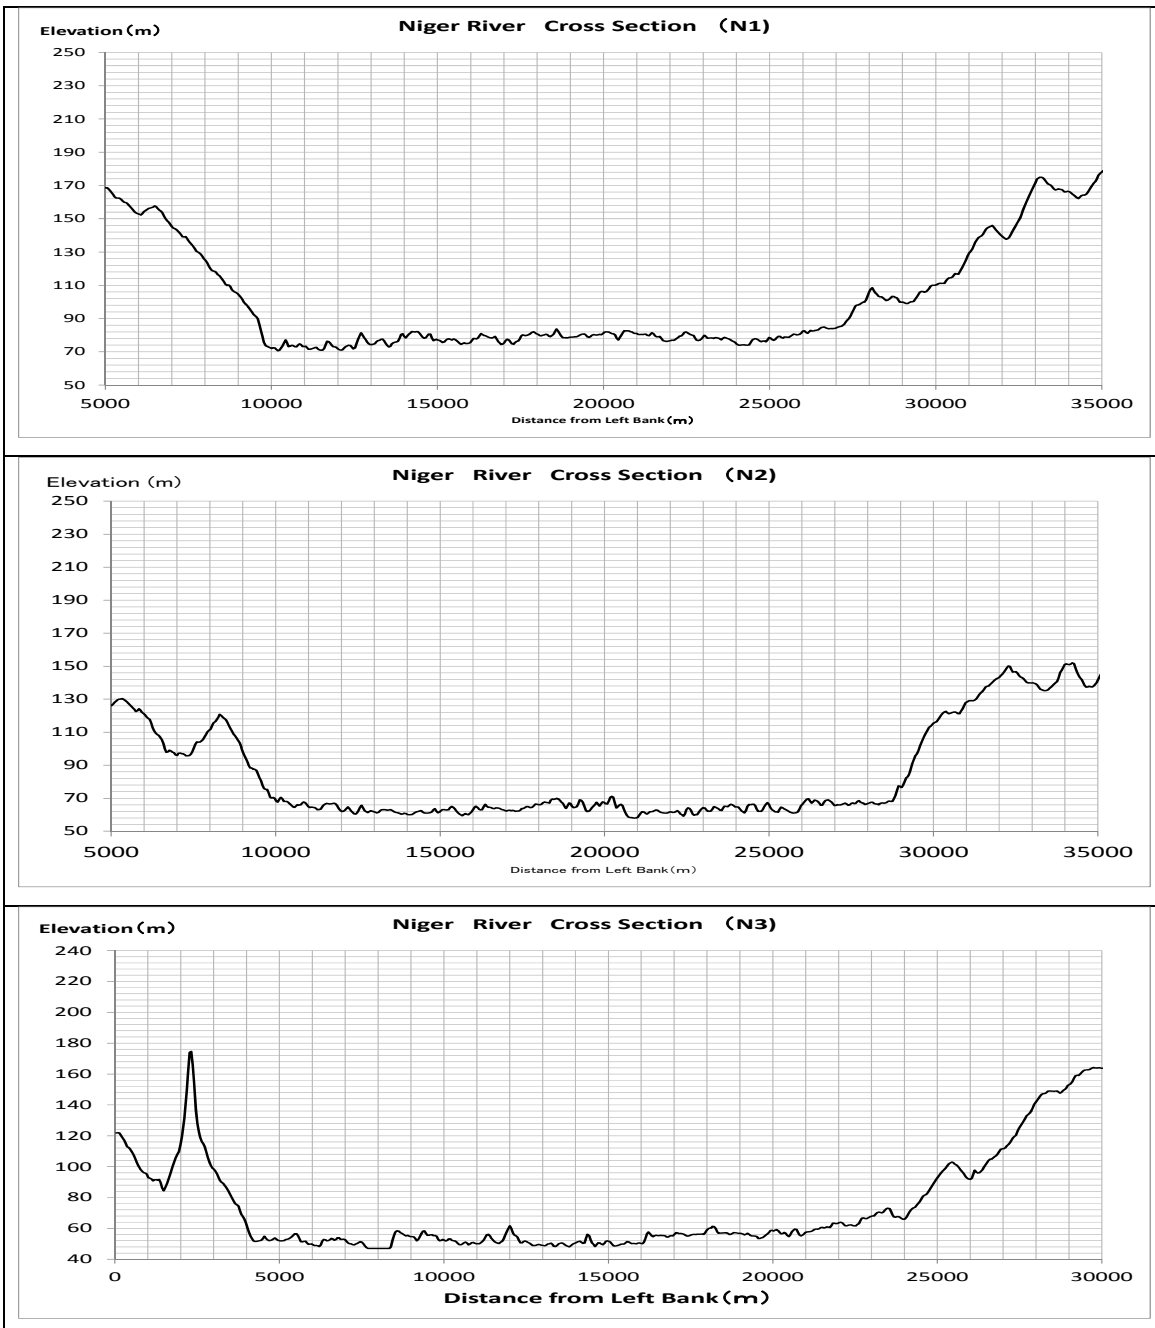 Niger River Cross Section （N1)
Elevation（m）
250
230
210
190
170
150
130
110
90
70
50
5000 10000 15000 20000 25000 30000 35000
Distance from Left Bank（m）
Niger River Cross Section （N2)
Elevation (m)
250
230
210
190
170
150
130
110
90
70
50
5000 10000 15000 20000 25000 30000 35000
Distance from Left Bank(m)
Niger River Cross Section （N3)
Elevation（m）
240
220
200
180
160
140
120
100
80
60
40
0 5000 10000 15000 20000 25000 30000
Distance from Left Bank（m）